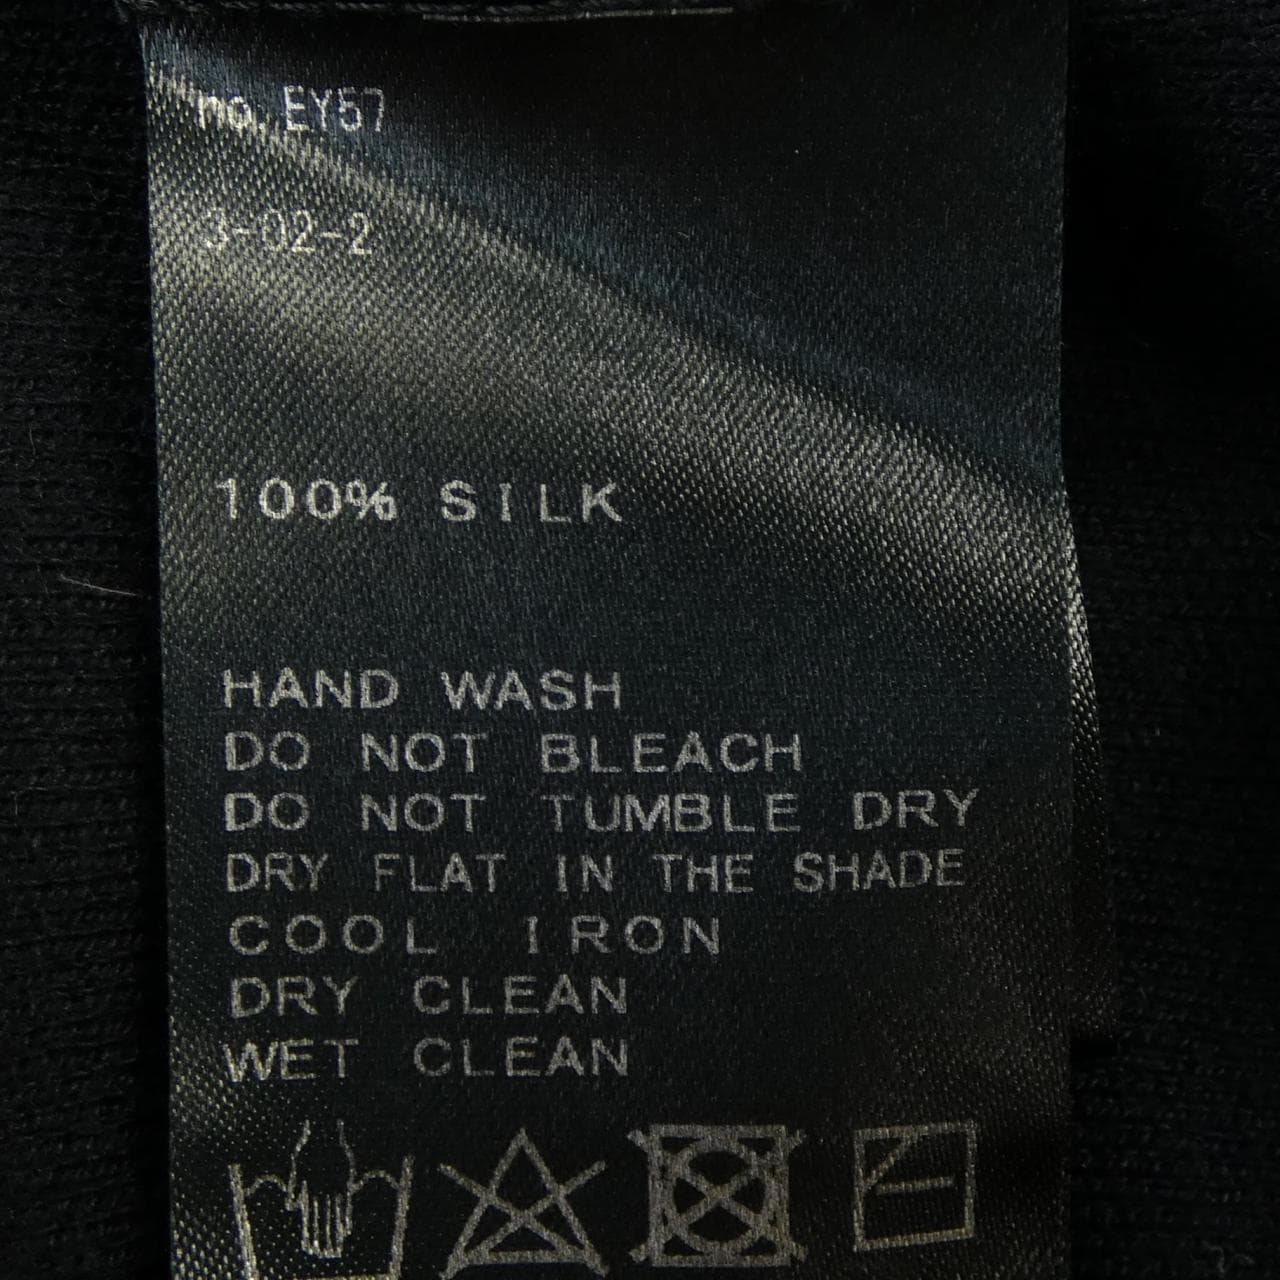 no. EY57
3-02-2
100% SILK
HAND WASH
DO NOT BLEACH
DO NOT TUMBLE DRY
DRY FLAT IN THE SHADE
COOL IRON
DRY CLEAN
WET CLEAN